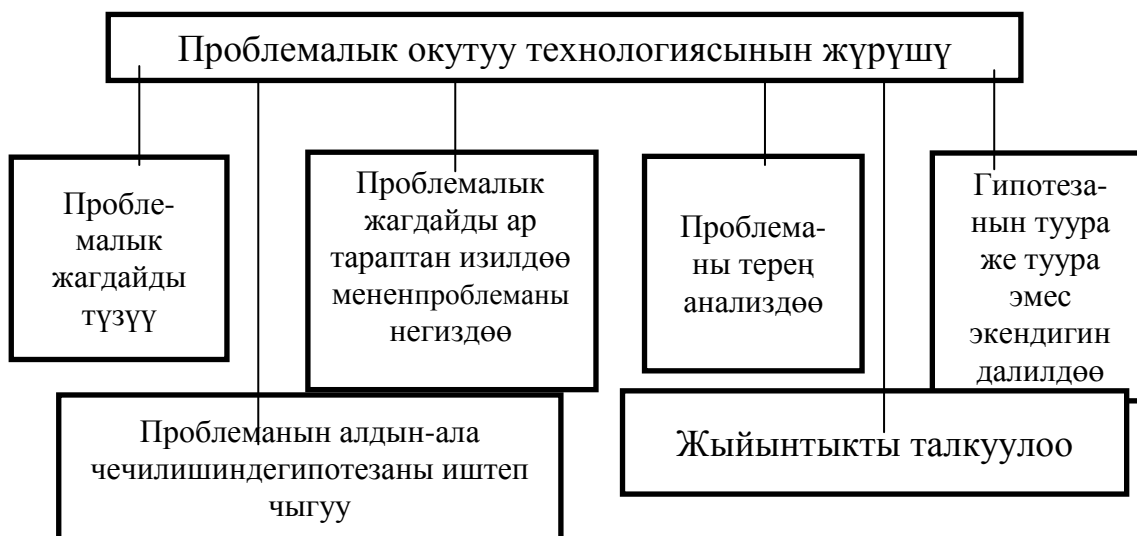 Проблемалык окутуу технологиясынын жүрүшү
Пробле-
малык
жагдайды
түзүү
Проблемалык
жагдайды ар
тараптан изилдөө
мененпроблеманы
негиздөө
Проблема-
ны терең
анализдөө
Гипотеза-
нын туура
же туура
эмес
экендигин
далилдөө
Проблеманын алдын-ала
чечилишиндегипотезаны иштеп
чыгуу
Жыйынтыкты талкуулоо